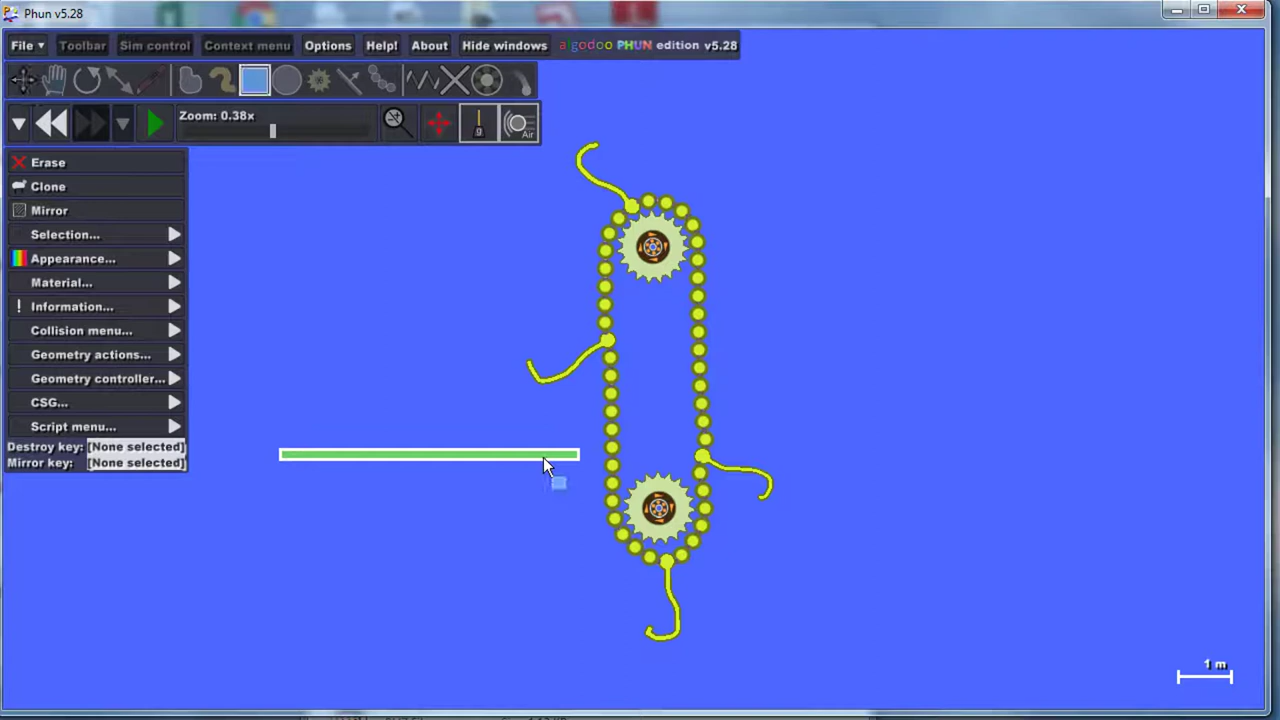 Phun v5.28
File Toolbar Sim control Context menu Options Help! About Hide windows algodoo PHUN edition v5.28
Zoom: 0.38x
g
Air
Erase
Clone
Mirror
Selection...
Appearance...
Material...
Information...
Collision menu...
Geometry actions...
Geometry controller...
CSG...
Script menu...
Destroy key: [None selected]
Mirror key: [None selected]
1 m